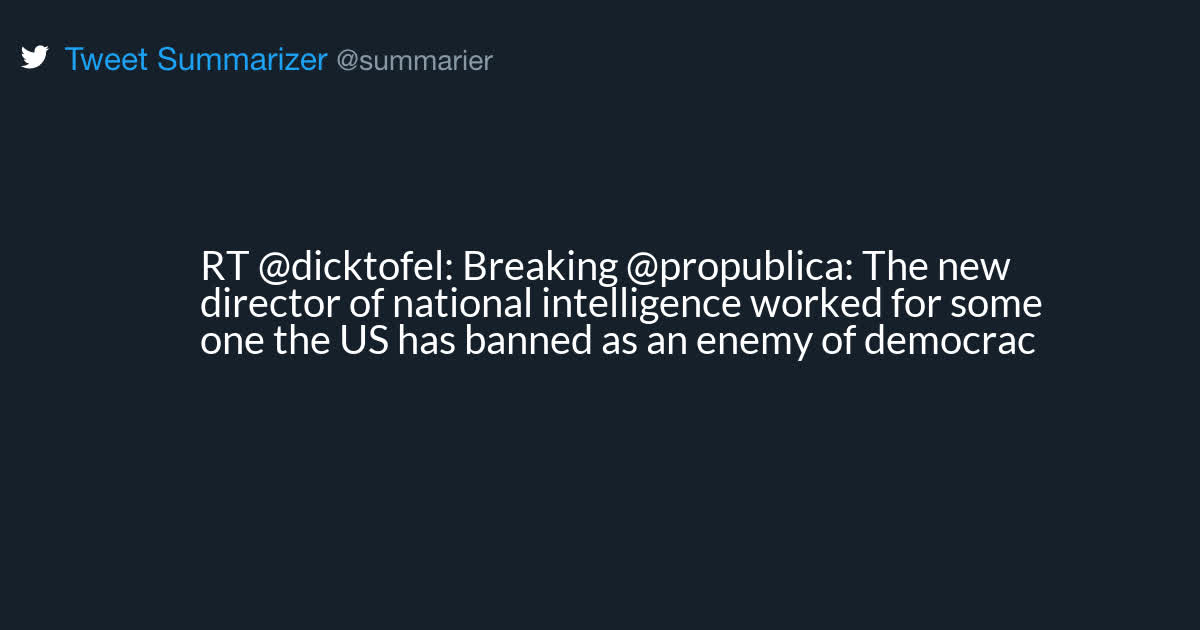 Tweet Summarizer @summarier
RT @dicktofel: Breaking @propublica: The new
director of national intelligence worked for some
one the US has banned as an enemy of democrac